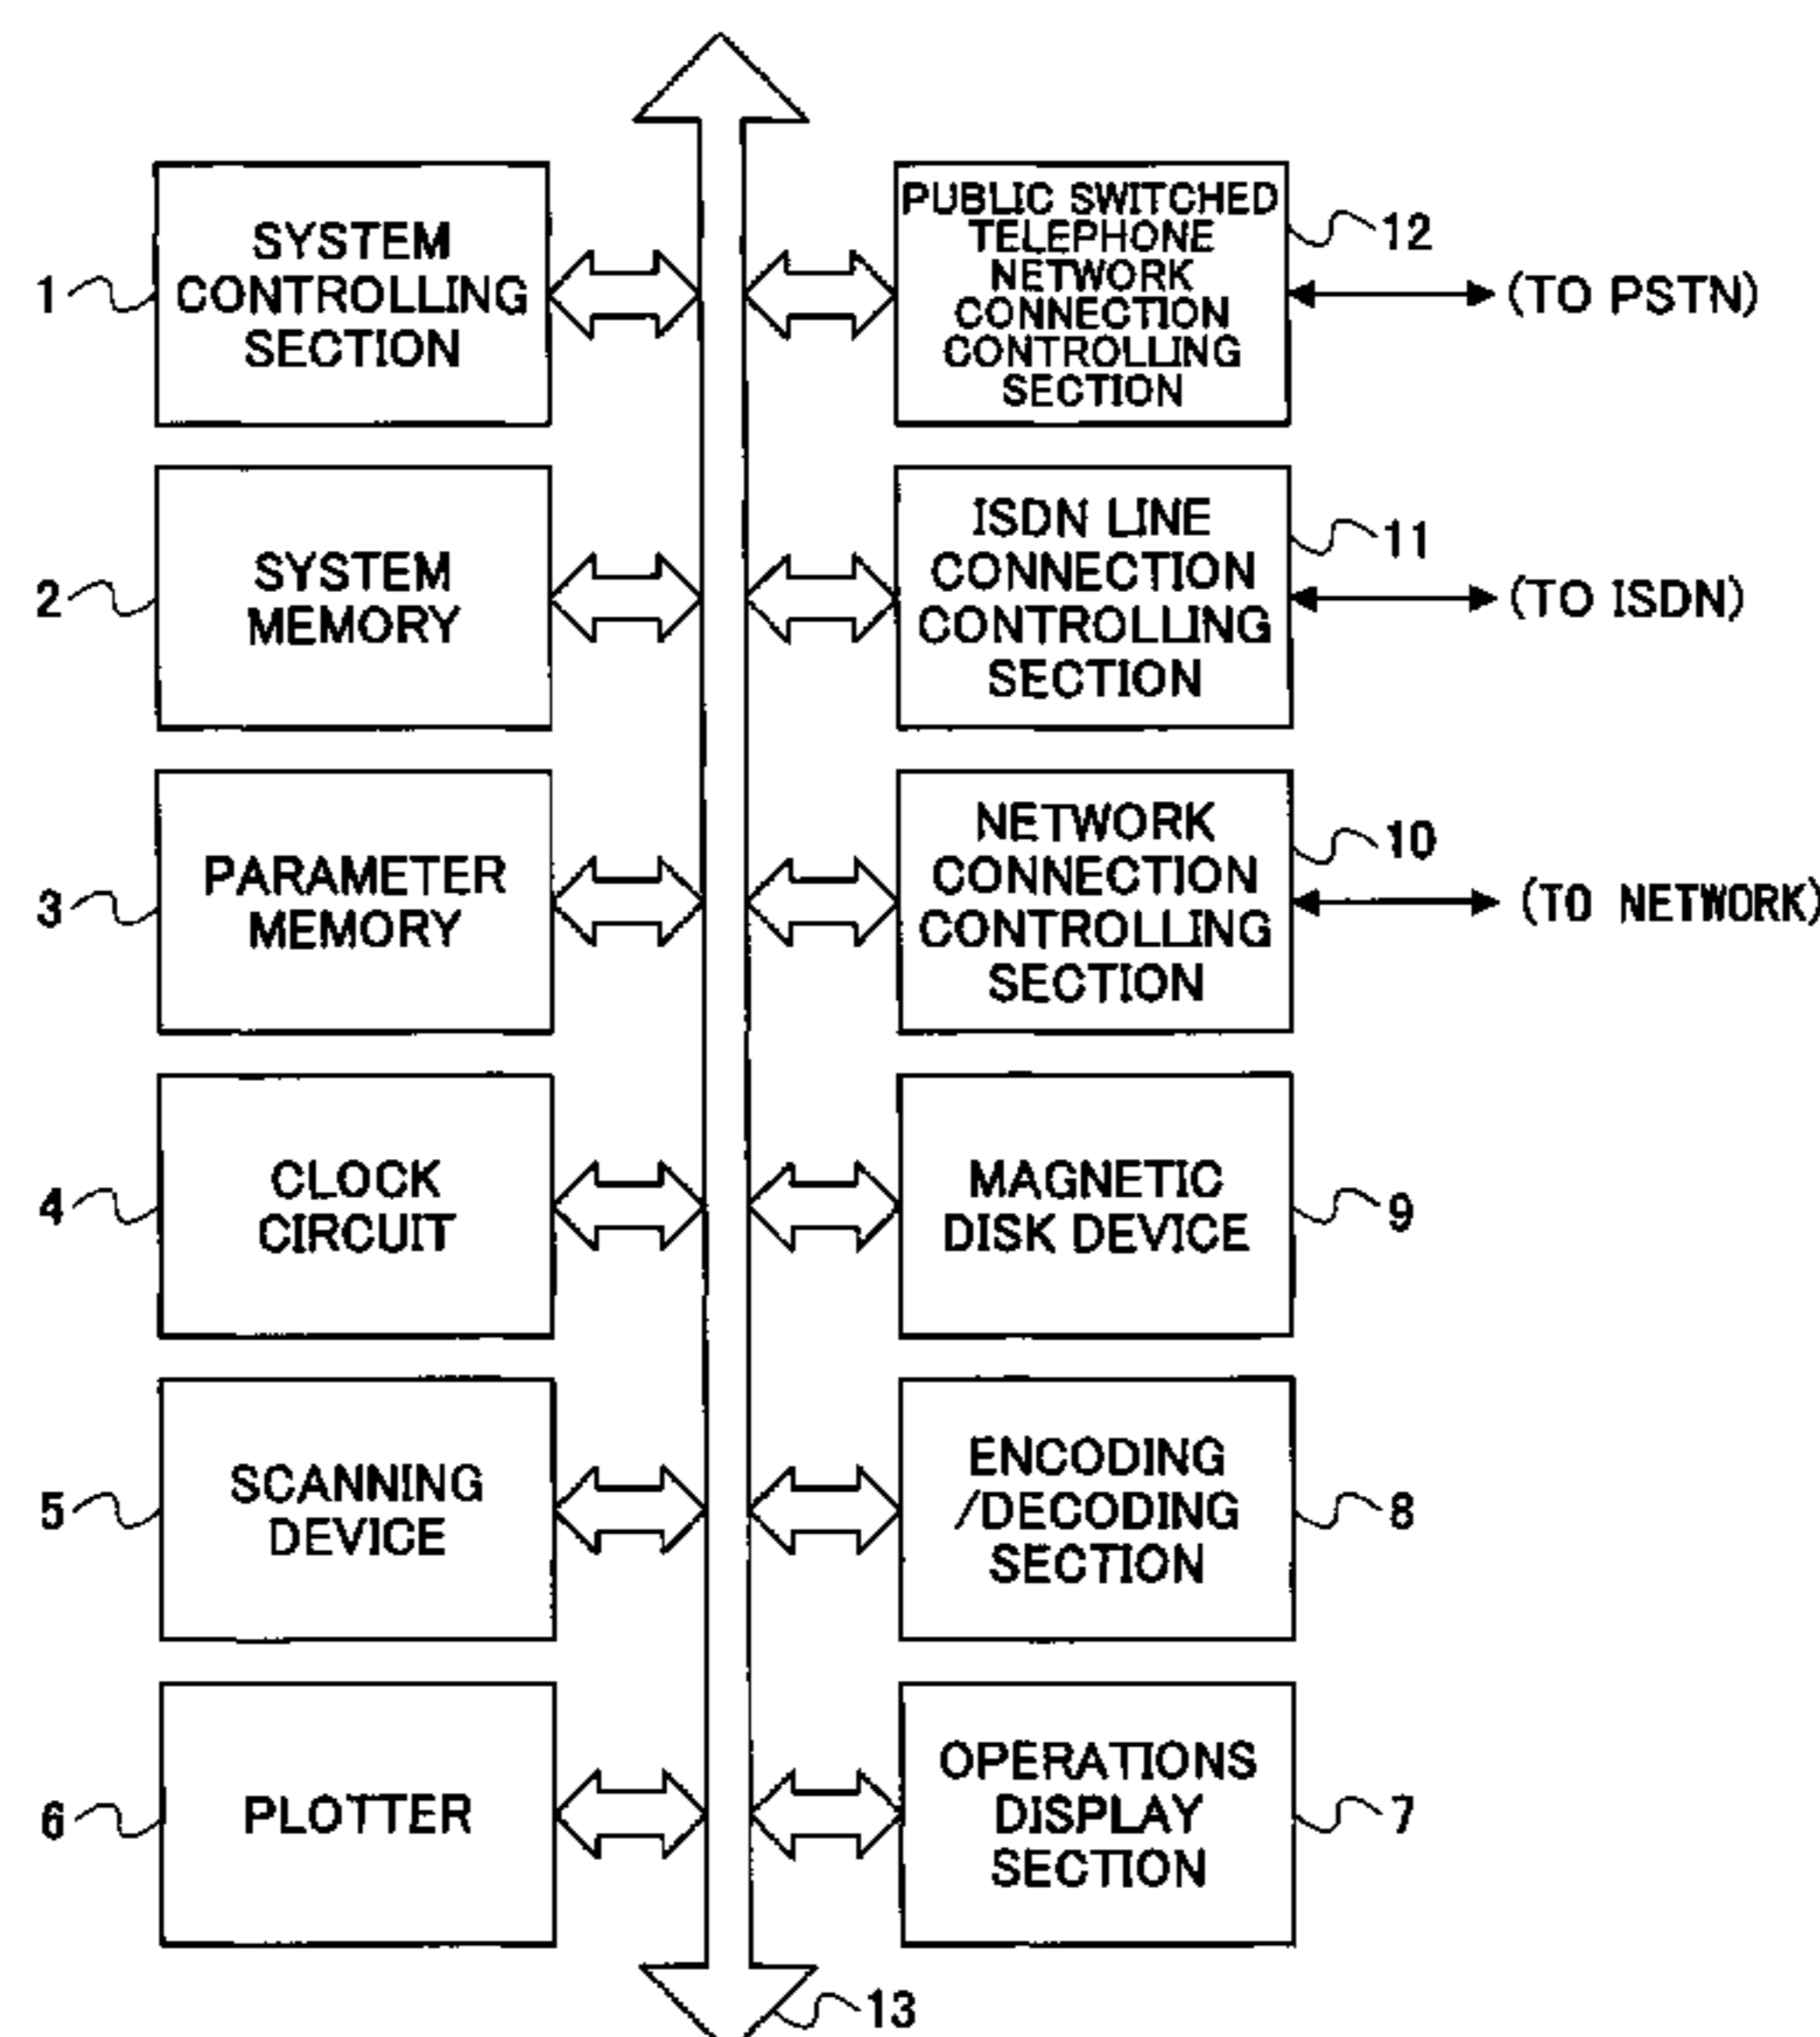 1
SYSTEM
CONTROLLING
SECTION
2
SYSTEM
MEMORY
3
PARAMETER
MEMORY
4
CLOCK
CIRCUIT
5
SCANNING
DEVICE
6
PLOTTER
PUBLIC SWITCHED
TELEPHONE
NETWORK
CONNECTION
CONTROLLING
SECTION
12
(TO PSTN)
ISDN LINE
CONNECTION
CONTROLLING
SECTION
11
(TO ISDN)
NETWORK
CONNECTION
CONTROLLING
SECTION
10
(TO NETWORK)
MAGNETIC
DISK DEVICE
9
ENCODING
/DECODING
SECTION
8
OPERATIONS
DISPLAY
SECTION
7
13